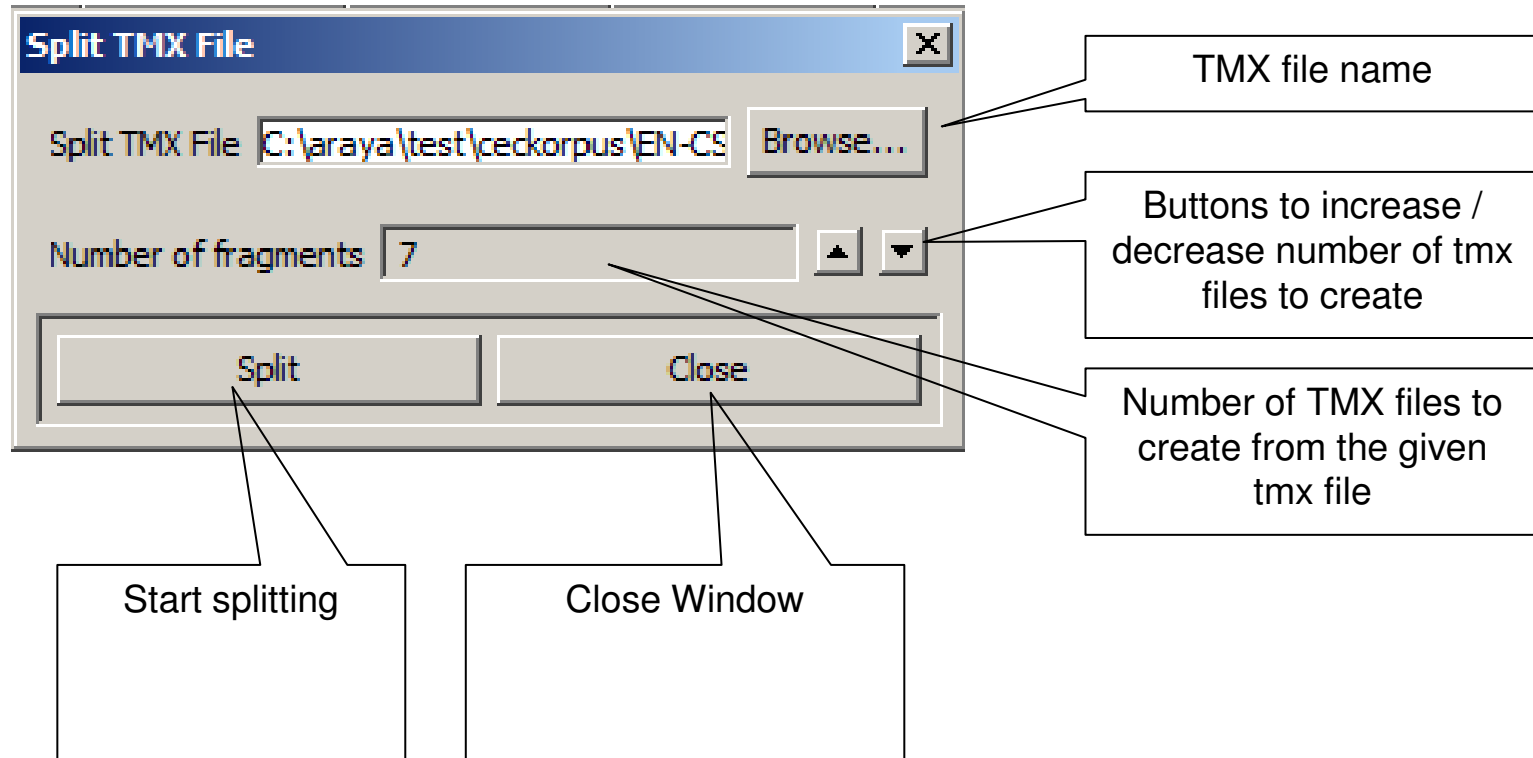 Split TMX File
Split TMX File C:\araya\test\ceckorpus\EN-CS Browse...
Number of fragments 7
Split Close
TMX file name
Buttons to increase /
decrease number of tmx
files to create
Number of TMX files to
create from the given
tmx file
Start splitting
Close Window